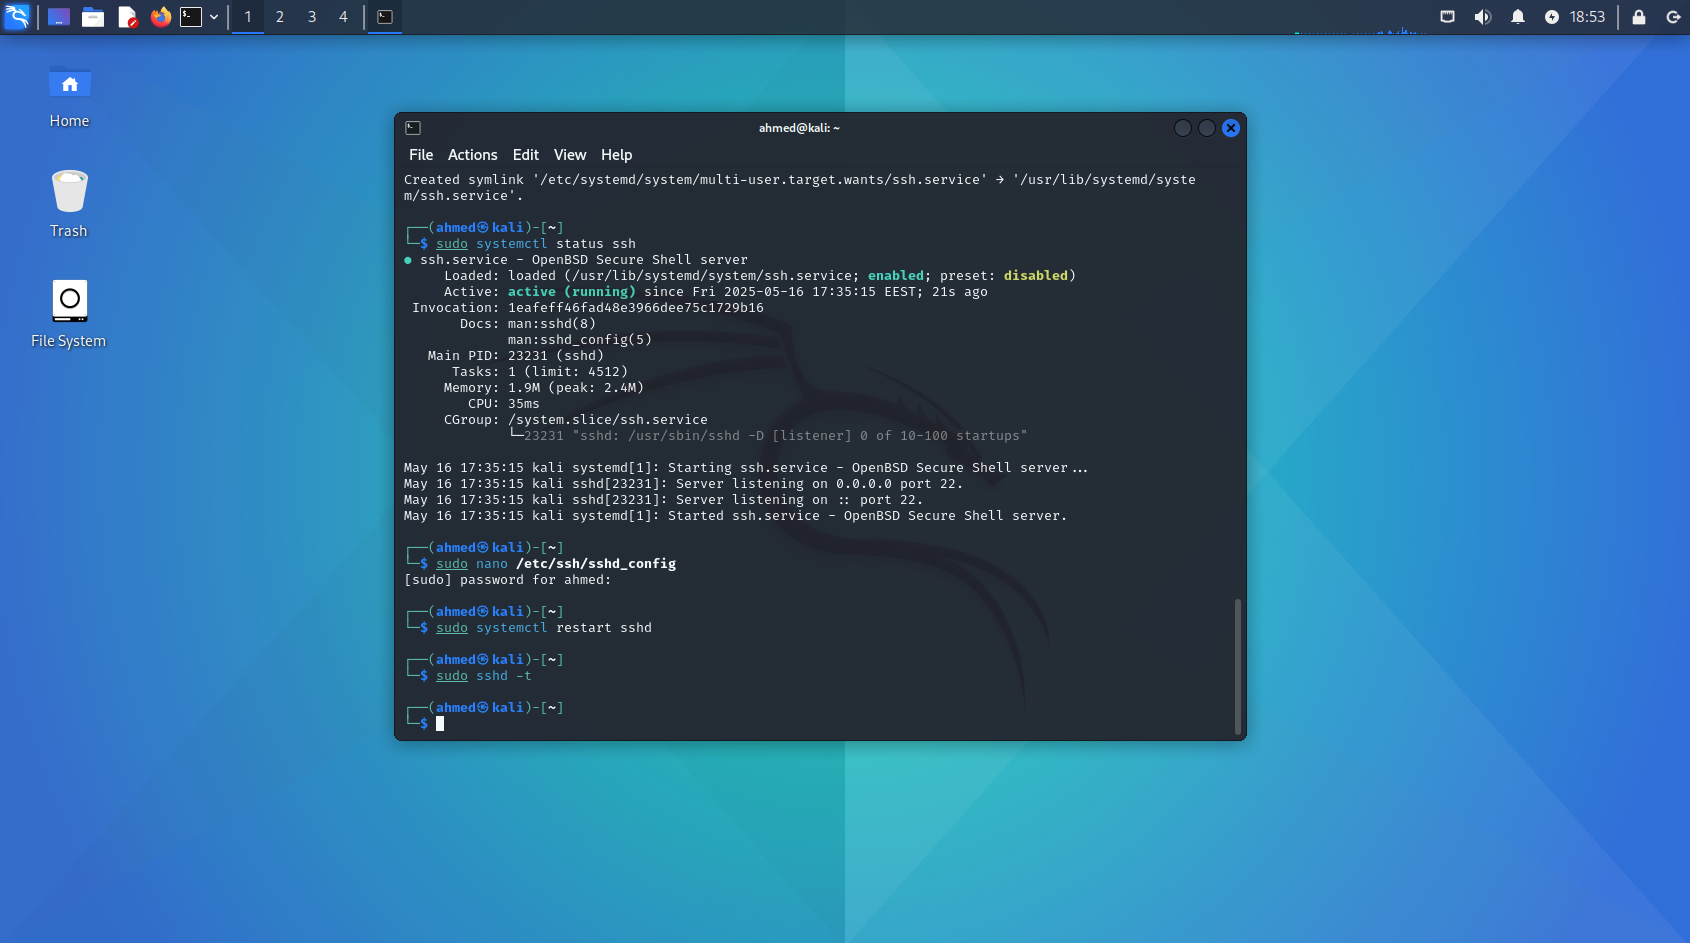 1 2 3 4
18:53
Home
Trash
File System
ahmed@kali: ~
File Actions Edit View Help
Created symlink '/etc/systemd/system/multi-user.target.wants/ssh.service' → '/usr/lib/systemd/syste
m/ssh.service'.
┌──(ahmed㉿kali)-[~]
└─$ sudo systemctl status ssh
● ssh.service - OpenBSD Secure Shell server
Loaded: loaded (/usr/lib/systemd/system/ssh.service; enabled; preset: disabled)
Active: active (running) since Fri 2025-05-16 17:35:15 EEST; 21s ago
Invocation: 1eafeff46fad48e3966dee75c1729b16
Docs: man:sshd(8)
man:sshd_config(5)
Main PID: 23231 (sshd)
Tasks: 1 (limit: 4512)
Memory: 1.9M (peak: 2.4M)
CPU: 35ms
CGroup: /system.slice/ssh.service
└─23231 "sshd: /usr/sbin/sshd -D [listener] 0 of 10-100 startups"
May 16 17:35:15 kali systemd[1]: Starting ssh.service - OpenBSD Secure Shell server...
May 16 17:35:15 kali sshd[23231]: Server listening on 0.0.0.0 port 22.
May 16 17:35:15 kali sshd[23231]: Server listening on :: port 22.
May 16 17:35:15 kali systemd[1]: Started ssh.service - OpenBSD Secure Shell server.
┌──(ahmed㉿kali)-[~]
└─$ sudo nano /etc/ssh/sshd_config
[sudo] password for ahmed:
┌──(ahmed㉿kali)-[~]
└─$ sudo systemctl restart sshd
┌──(ahmed㉿kali)-[~]
└─$ sudo sshd -t
┌──(ahmed㉿kali)-[~]
└─$